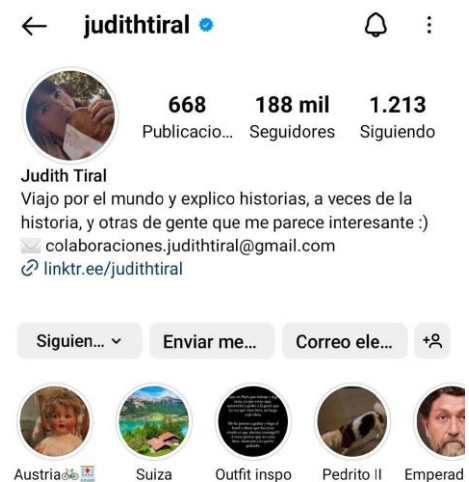 judithtiral
668 188 mil 1.213
Publicacio... Seguidores Siguiendo
Judith Tiral
Viajo por el mundo y explico historias, a veces de la
historia, y otras de gente que me parece interesante :)
✉️ colaboraciones.judithtiral@gmail.com
linktr.ee/judithtiral
Siguien... Enviar me... Correo ele...
Austria🚲🏥 Suiza Outfit inspo Pedrito II Emperad